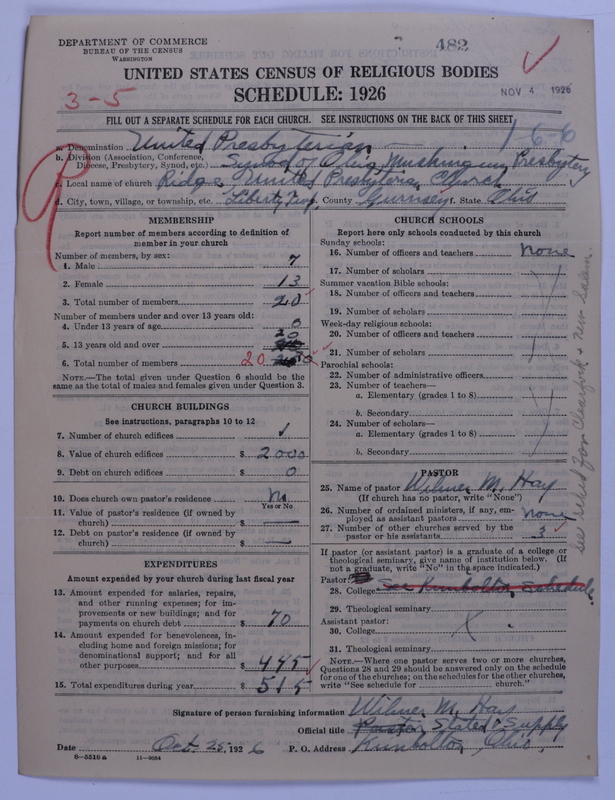 DEPARTMENT OF COMMERCE
BUREAU OF THE CENSUS
WASHINGTON
482
UNITED STATES CENSUS OF RELIGIOUS BODIES
SCHEDULE: 1926
NOV 4 1926
3-5
FILL OUT A SEPARATE SCHEDULE FOR EACH CHURCH. SEE INSTRUCTIONS ON THE BACK OF THIS SHEET
1-6-6
a. Denomination United Presbyterian
b. Division (Association, Conference, Diocese, Presbytery, Synod, etc.) Synod of Ohio, Muskingum Presbytery
c. Local name of church Ridge United Presbyterian Church
d. City, town, village, or township, etc. Liberty Twp. e. County Guernsey f. State Ohio
MEMBERSHIP
Report number of members according to definition of
member in your church
Number of members, by sex:
1. Male 7
2. Female 13
3. Total number of members 20
Number of members under and over 13 years old:
4. Under 13 years of age 0
5. 13 years old and over 20
6. Total number of members 20
NOTE.—The total given under Question 6 should be the
same as the total of males and females given under Question 3.
CHURCH BUILDINGS
See instructions, paragraphs 10 to 12
7. Number of church edifices 1
8. Value of church edifices $ 2000
9. Debt on church edifices $ 0
10. Does church own pastor's residence No
Yes or No
11. Value of pastor's residence (if owned by
church) $ —
12. Debt on pastor's residence (if owned by
church) $ —
EXPENDITURES
Amount expended by your church during last fiscal year
13. Amount expended for salaries, repairs,
and other running expenses; for im-
provements or new buildings; and for
payments on church debt $ 70
14. Amount expended for benevolences, in-
cluding home and foreign missions; for
denominational support; and for all
other purposes $ 445
15. Total expenditures during year $ 515
CHURCH SCHOOLS
Report here only schools conducted by this church
Sunday schools:
16. Number of officers and teachers none
17. Number of scholars
Summer vacation Bible schools:
18. Number of officers and teachers
19. Number of scholars
Week-day religious schools:
20. Number of officers and teachers
21. Number of scholars
Parochial schools:
22. Number of administrative officers
23. Number of teachers—
a. Elementary (grades 1 to 8)
b. Secondary
24. Number of scholars—
a. Elementary (grades 1 to 8)
b. Secondary
PASTOR
25. Name of pastor Wilmer M. Hay
(If church has no pastor, write "None")
26. Number of ordained ministers, if any, em-
ployed as assistant pastors none
27. Number of other churches served by the
pastor or his assistants 3
If pastor (or assistant pastor) is a graduate of a college or
theological seminary, give name of institution below. (If
not a graduate, write "No" in the space indicated.)
Pastor:
28. College See Kimbolton Schedule
29. Theological seminary
Assistant pastor:
30. College
31. Theological seminary
NOTE.—Where one pastor serves two or more churches,
Questions 28 and 29 should be answered only on the schedule
for one of the churches; on the schedules for the other churches,
write "See schedule for ........ church."
see sched for Clearfork & New Salem.
Signature of person furnishing information Wilmer M. Hay
Official title Pastor, Stated Supply
Date Oct. 25, 1926 P. O. Address Kimbolton, Ohio,
8—5516 a 11—9034